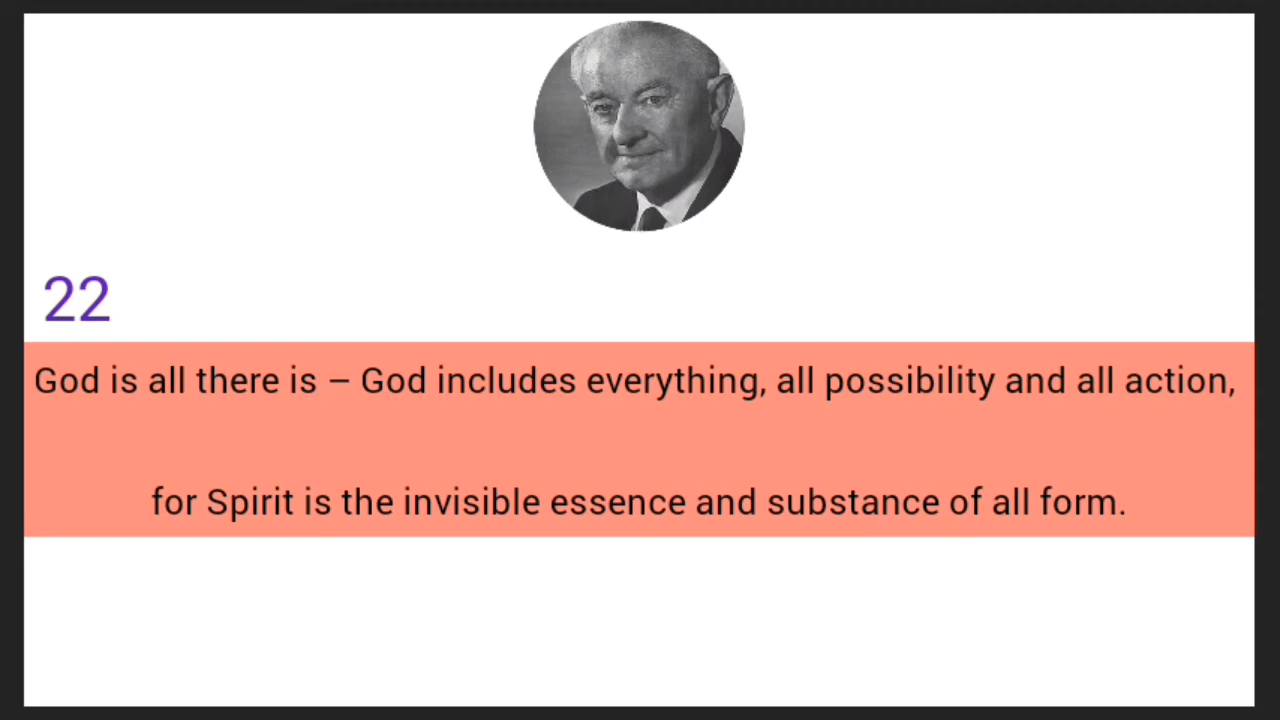 22
God is all there is – God includes everything, all possibility and all action,
for Spirit is the invisible essence and substance of all form.